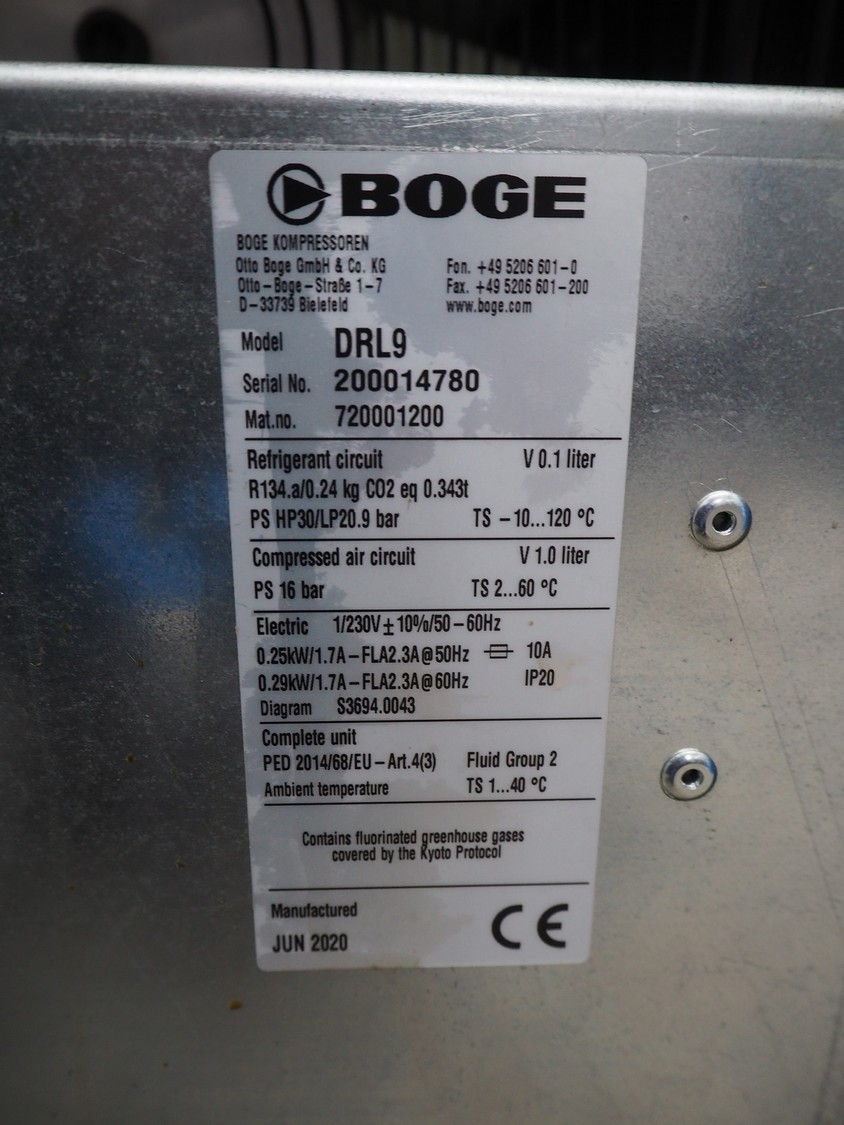 BOGE
BOGE KOMPRESSOREN
Otto Boge GmbH & Co. KG Fon. +49 5206 601-0
Otto-Boge-Straße 1-7 Fax. +49 5206 601-200
D-33739 Bielefeld www.boge.com
Model DRL9
Serial No. 200014780
Mat.no. 720001200
Refrigerant circuit V 0.1 liter
R134.a/0.24 kg CO2 eq 0.343t
PS HP30/LP20.9 bar TS -10...120 °C
Compressed air circuit V 1.0 liter
PS 16 bar TS 2...60 °C
Electric 1/230V±10%/50-60Hz
0.25kW/1.7A-FLA2.3A@50Hz 10A
0.29kW/1.7A-FLA2.3A@60Hz IP20
Diagram S3694.0043
Complete unit
PED 2014/68/EU-Art.4(3) Fluid Group 2
Ambient temperature TS 1...40 °C
Contains fluorinated greenhouse gases
covered by the Kyoto Protocol
Manufactured
JUN 2020 CE